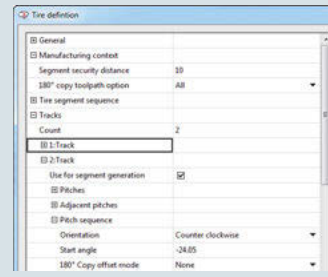 Tire defintion
General
Manufacturing context
Segment security distance 10
180° copy toolpath option All
Tire segment sequence
Tracks
Count 2
1:Track
2:Track
Use for segment generation
Pitches
Adjacent pitches
Pitch sequence
Orientation Counter clockwise
Start angle -24.05
180° Copy offset mode None